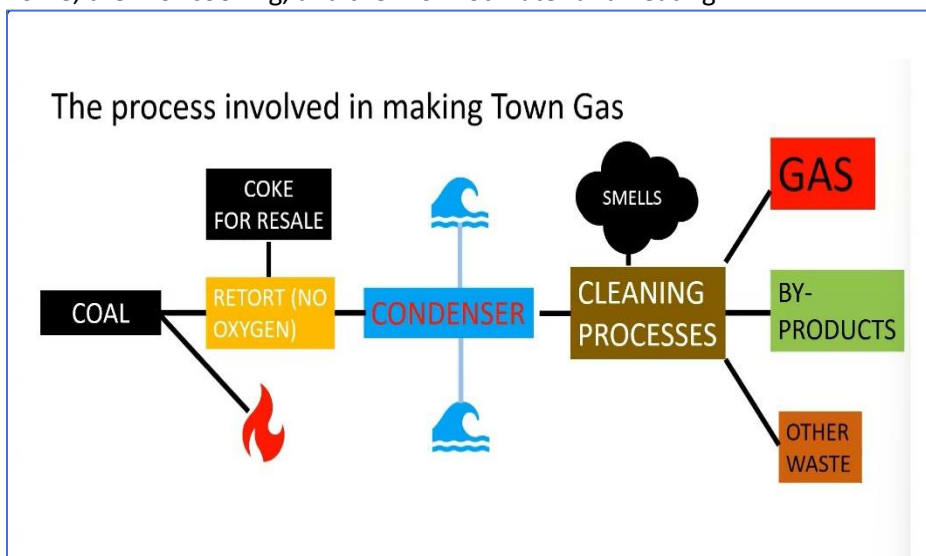 The process involved in making Town Gas
COKE
FOR RESALE
SMELLS
GAS
COAL
RETORT (NO
OXYGEN)
CONDENSER
CLEANING
PROCESSES
BY-
PRODUCTS
OTHER
WASTE